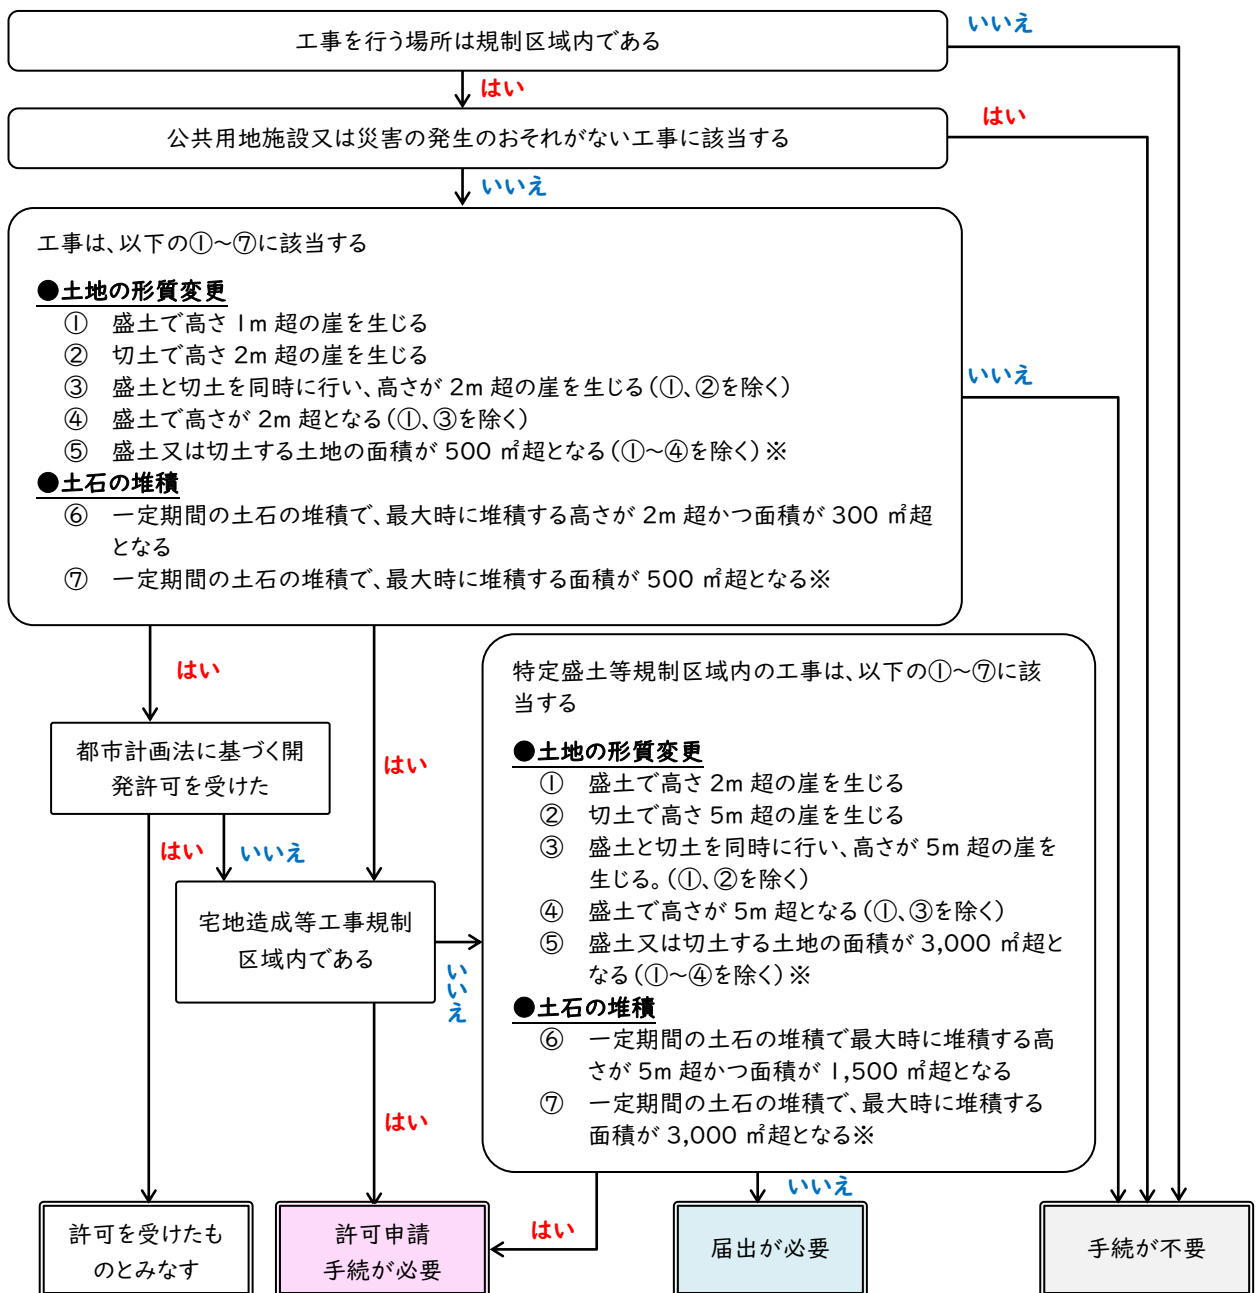 工事を行う場所は規制区域内である
いいえ
はい
公共用地施設又は災害の発生のおそれがない工事に該当する
はい
いいえ
工事は、以下の①～⑦に該当する
●土地の形質変更
① 盛土で高さ 1m 超の崖を生じる
② 切土で高さ 2m 超の崖を生じる
③ 盛土と切土を同時に行い、高さが 2m 超の崖を生じる(①、②を除く)
④ 盛土で高さが 2m 超となる(①、③を除く)
⑤ 盛土又は切土する土地の面積が 500 ㎡超となる(①～④を除く)※
●土石の堆積
⑥ 一定期間の土石の堆積で、最大時に堆積する高さが 2m 超かつ面積が 300 ㎡超
となる
⑦ 一定期間の土石の堆積で、最大時に堆積する面積が 500 ㎡超となる※
いいえ
はい
はい
都市計画法に基づく開
発許可を受けた
はい
いいえ
宅地造成等工事規制
区域内である
いいえ
はい
特定盛土等規制区域内の工事は、以下の①～⑦に該
当する
●土地の形質変更
① 盛土で高さ 2m 超の崖を生じる
② 切土で高さ 5m 超の崖を生じる
③ 盛土と切土を同時に行い、高さが 5m 超の崖を
生じる。(①、②を除く)
④ 盛土で高さが 5m 超となる(①、③を除く)
⑤ 盛土又は切土する土地の面積が 3,000 ㎡超と
なる(①～④を除く)※
●土石の堆積
⑥ 一定期間の土石の堆積で最大時に堆積する高
さが 5m 超かつ面積が 1,500 ㎡超となる
⑦ 一定期間の土石の堆積で、最大時に堆積する
面積が 3,000 ㎡超となる※
はい
いいえ
許可を受けたも
のとみなす
許可申請
手続が必要
届出が必要
手続が不要